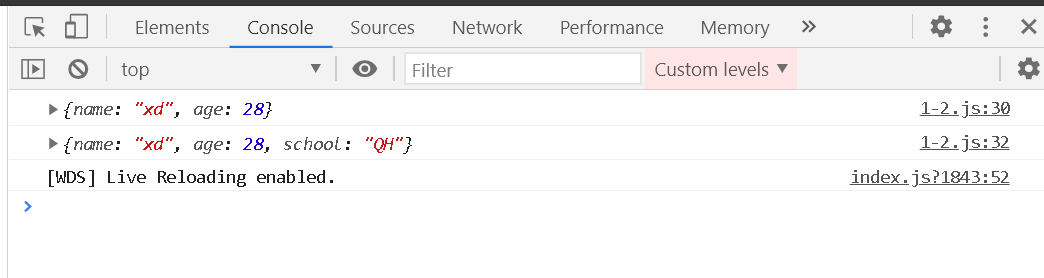 Elements Console Sources Network Performance Memory »
top Filter Custom levels
{name: "xd", age: 28} 1-2.js:30
{name: "xd", age: 28, school: "QH"} 1-2.js:32
[WDS] Live Reloading enabled. index.js?1843:52